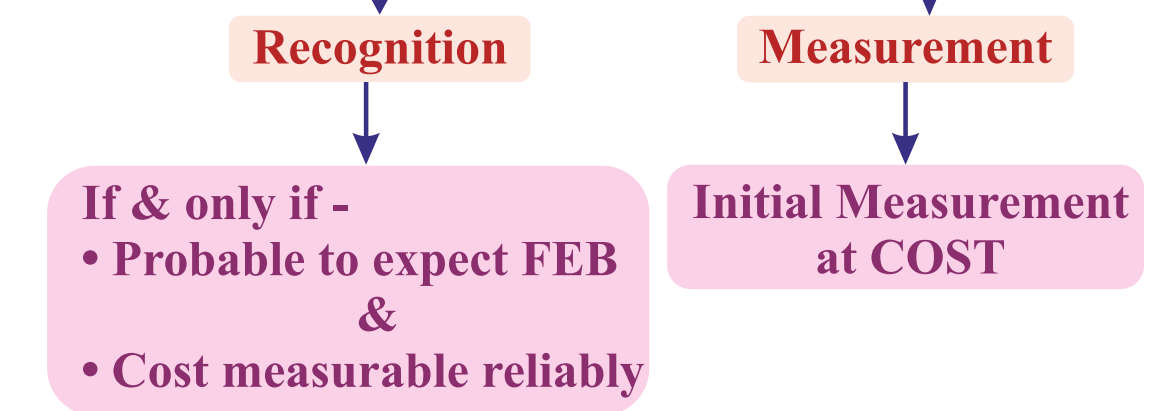 Recognition
If & only if -
• Probable to expect FEB
&
• Cost measurable reliably
Measurement
Initial Measurement
at COST